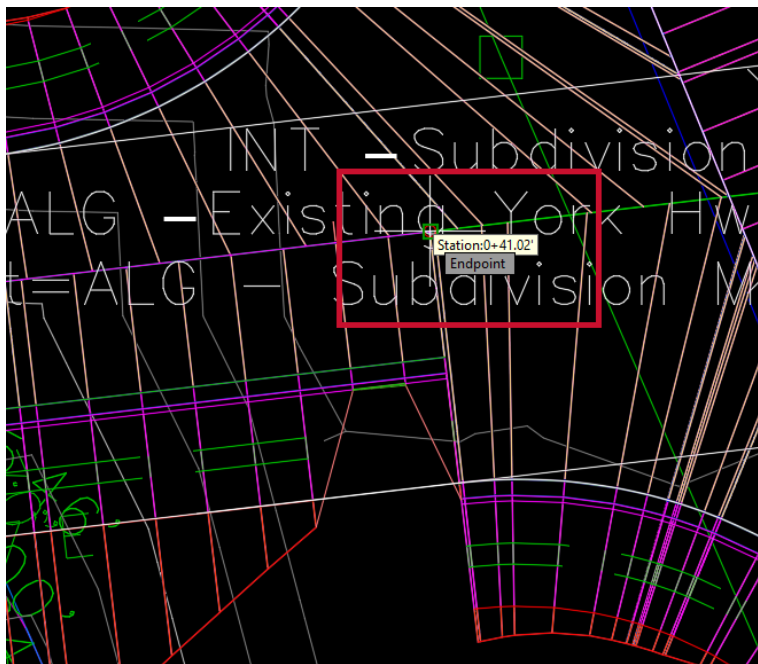 INT - Subdivision
ALG - Existing York Hw
Station:0+41.02'
Endpoint
t=ALG - Subdivision M